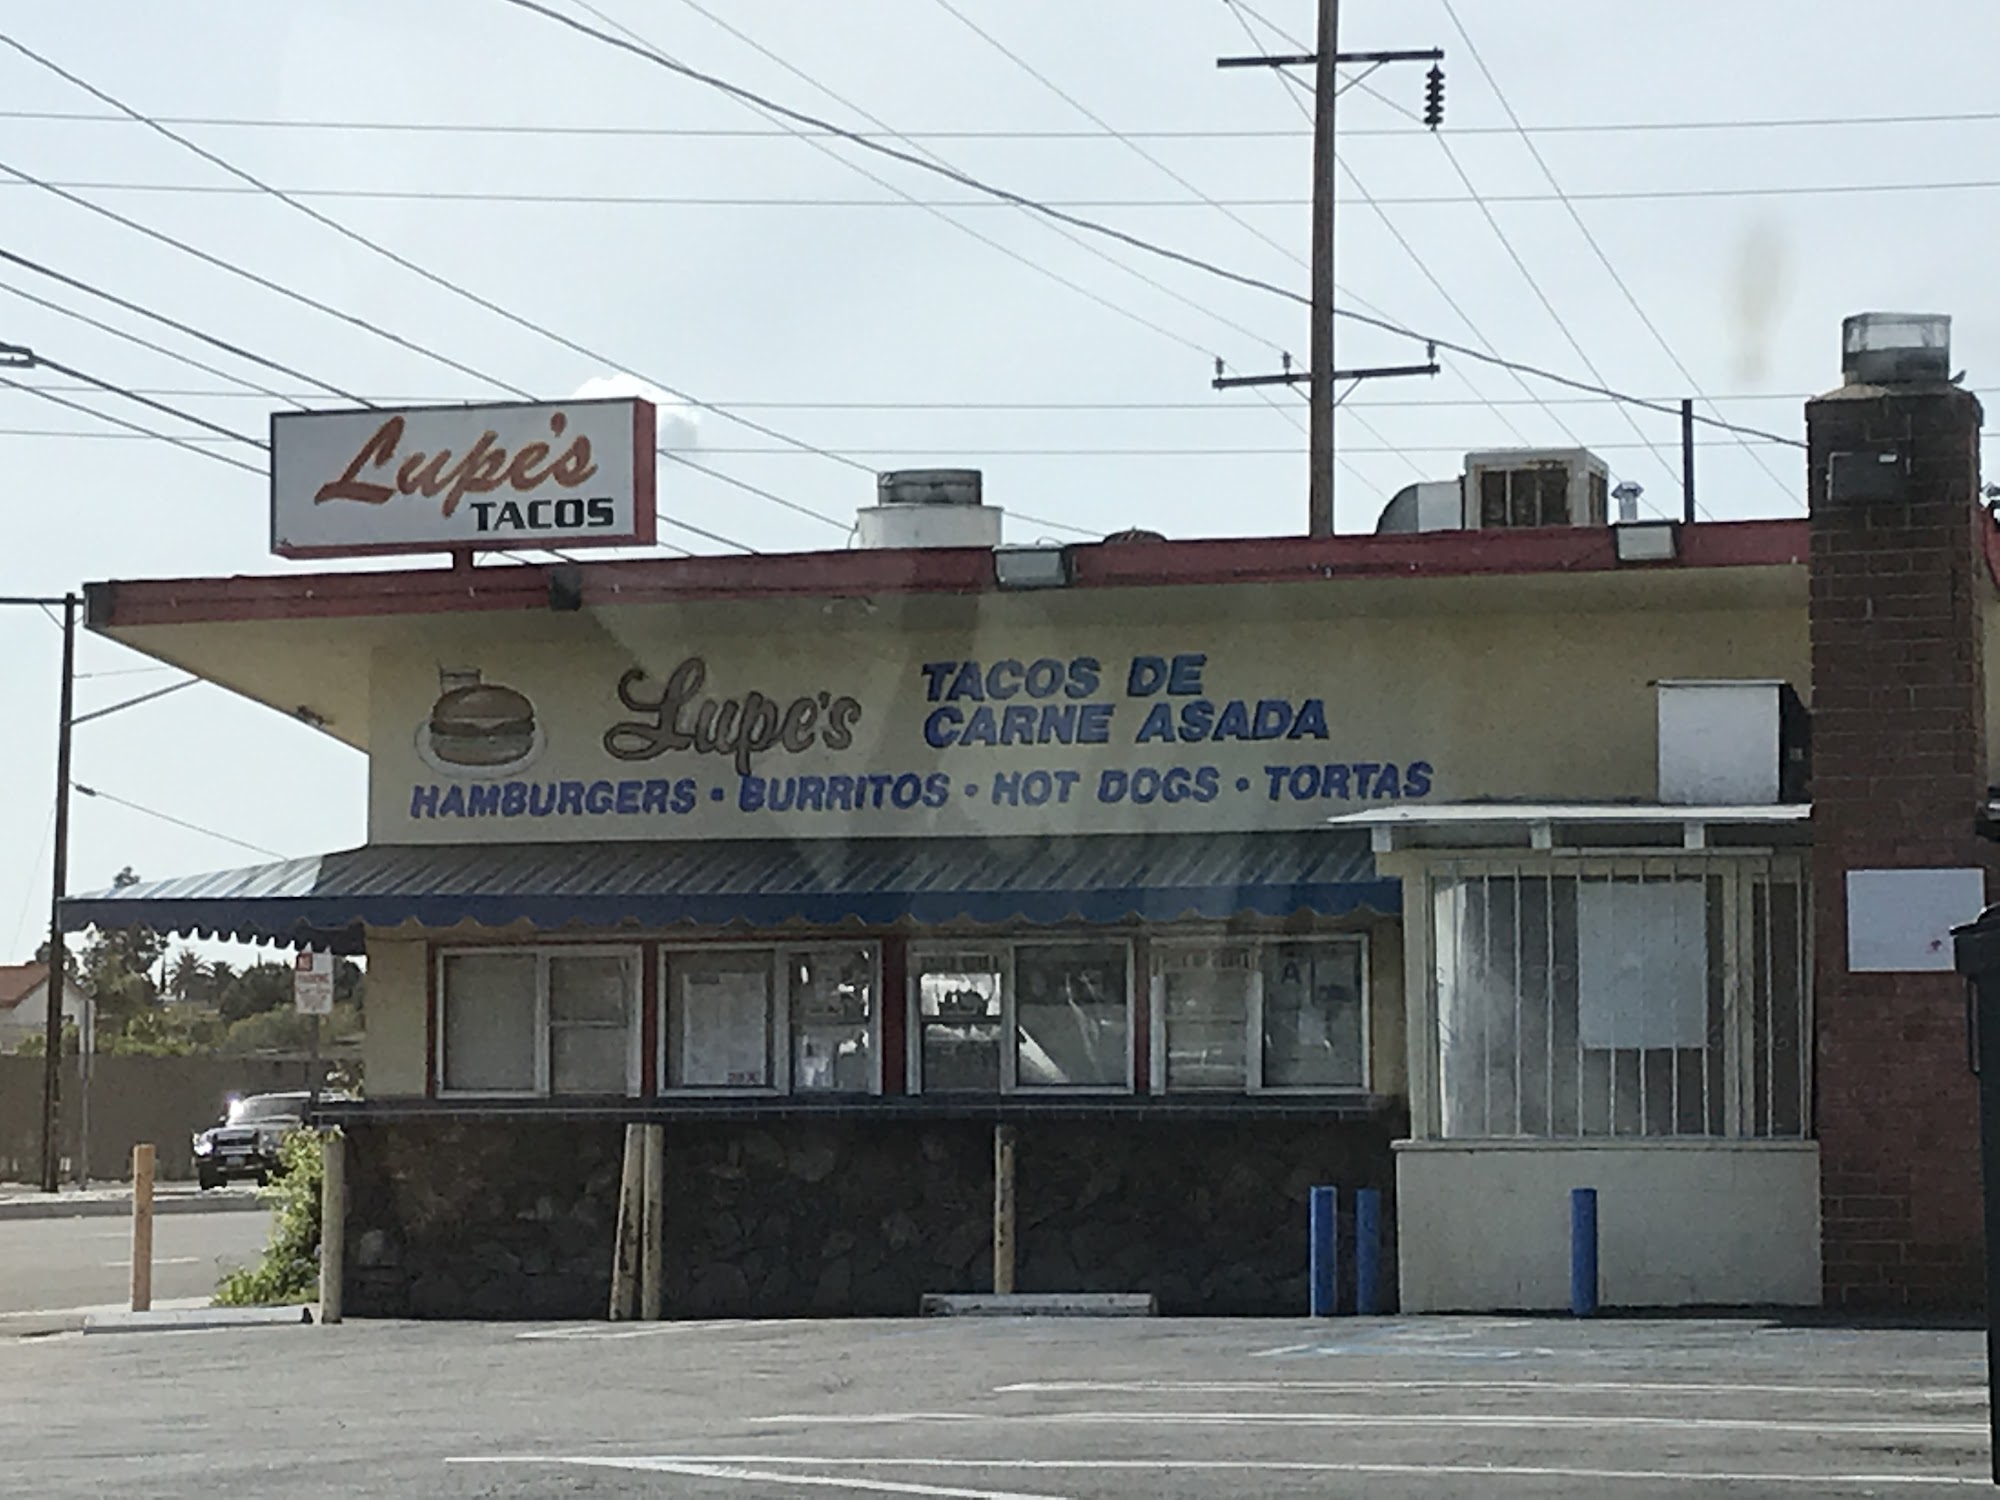 Lupe's
TACOS
Lupe's
TACOS DE
CARNE ASADA
HAMBURGERS • BURRITOS • HOT DOGS • TORTAS
A